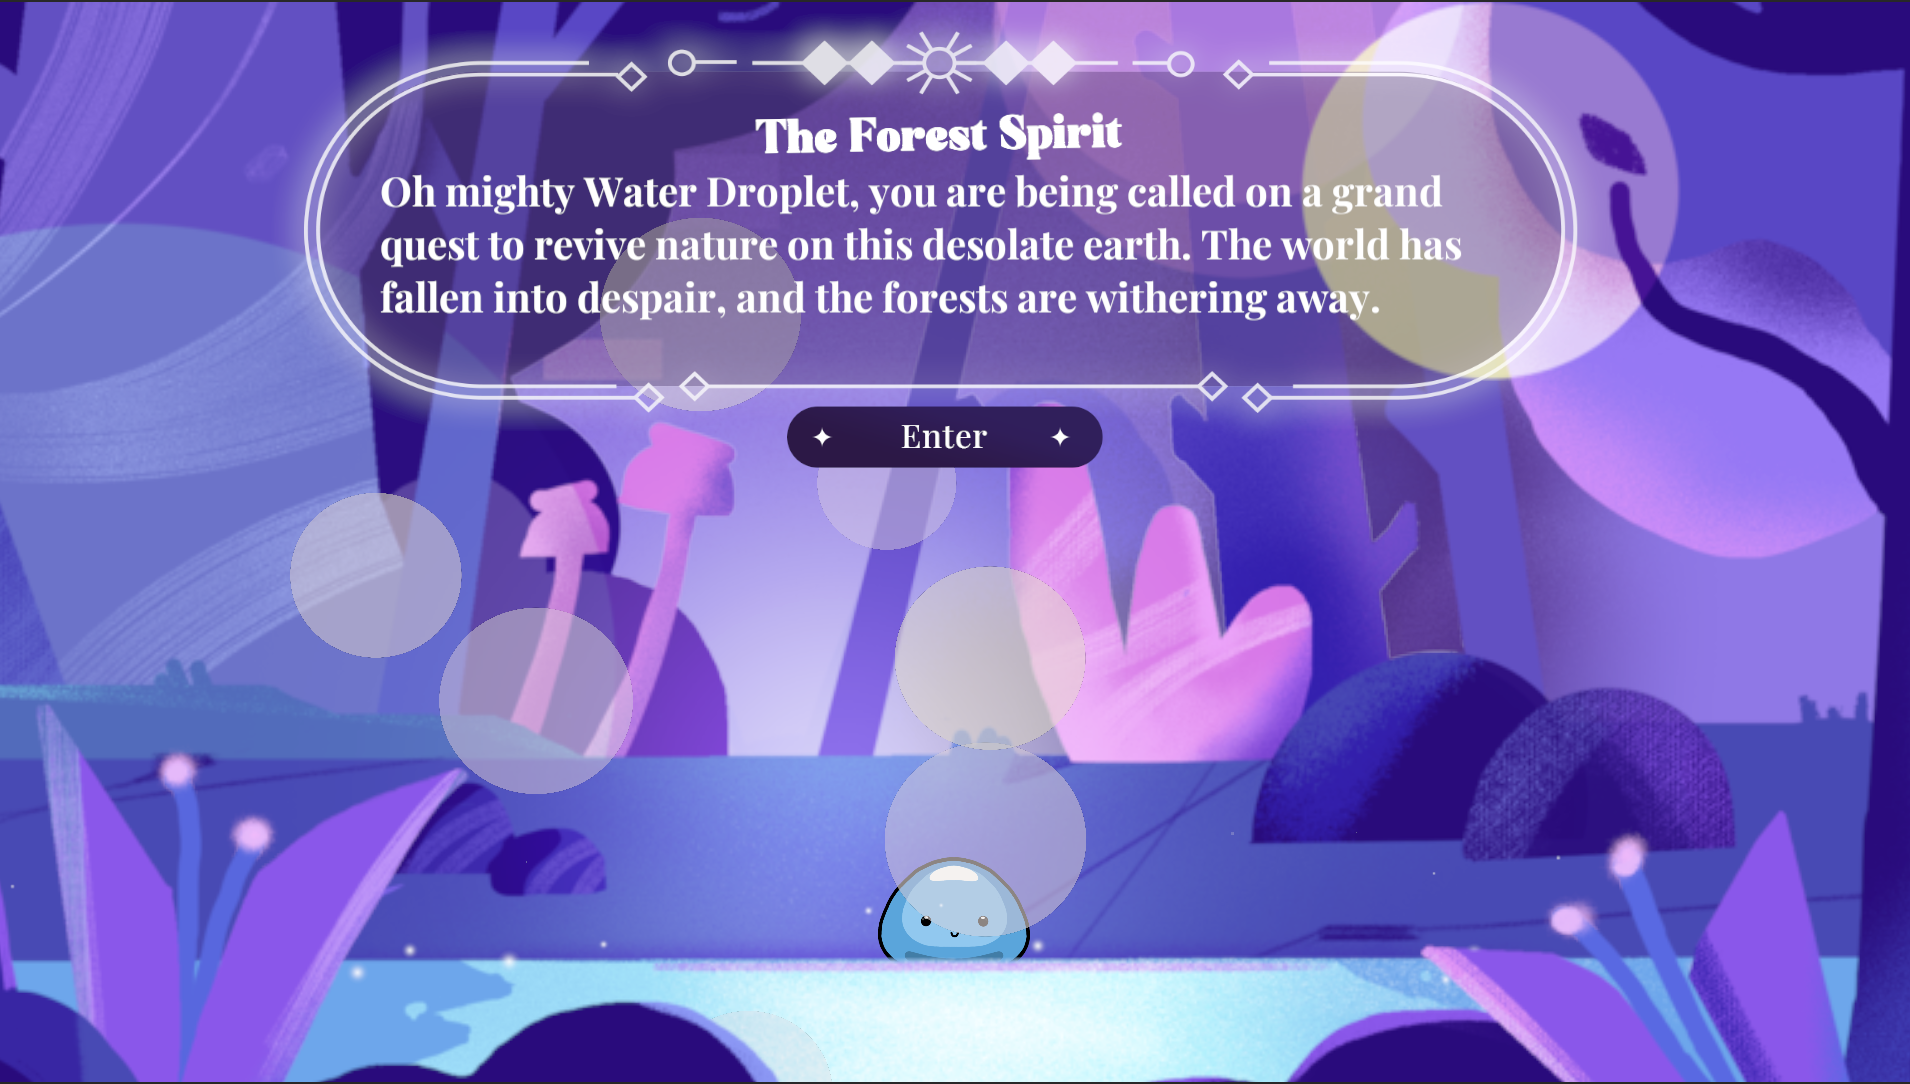 The Forest Spirit
Oh mighty Water Droplet, you are being called on a grand
quest to revive nature on this desolate earth. The world has
fallen into despair, and the forests are withering away.
Enter